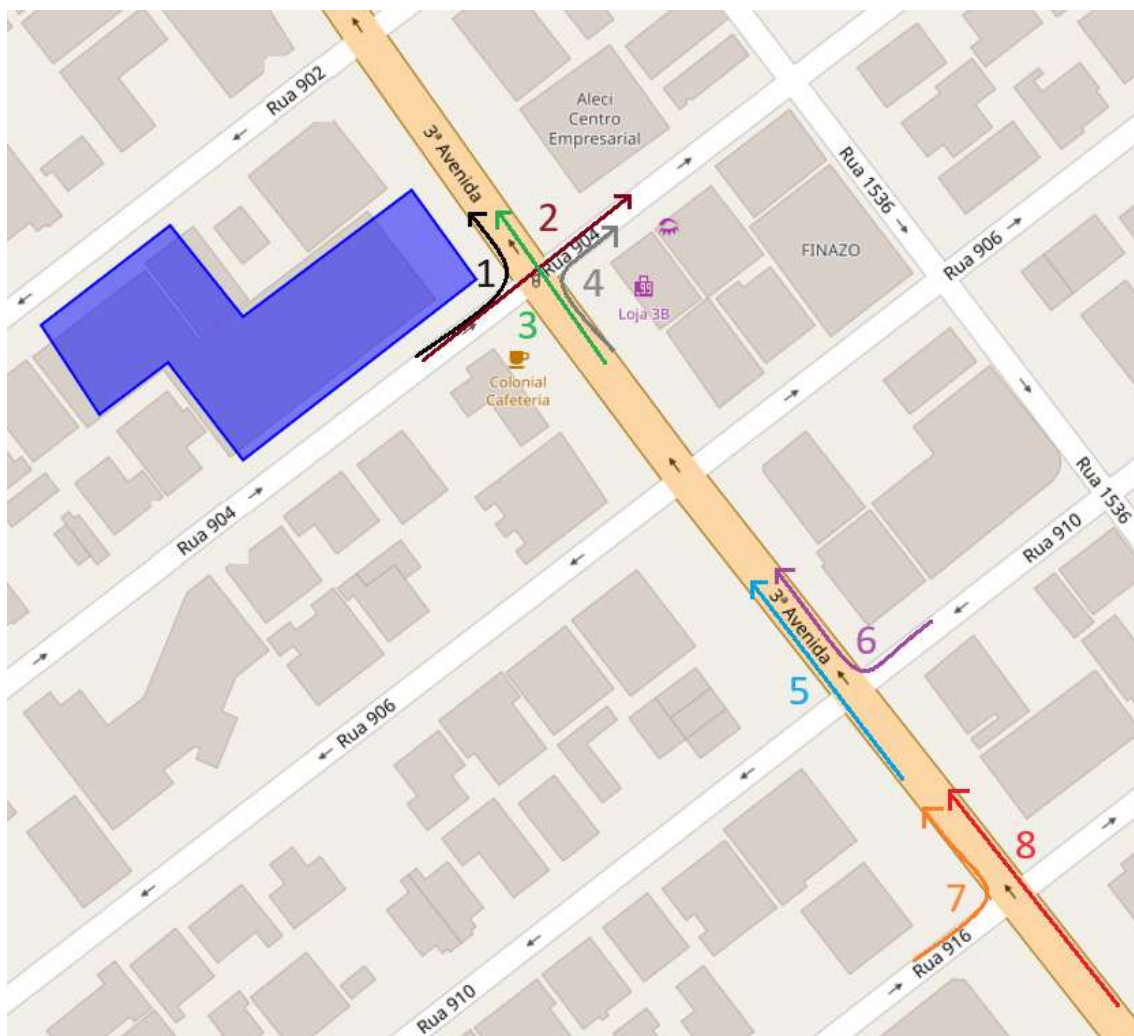 Rua 902
3ª Avenida
Aleci
Centro
Empresarial
Rua 1536
2
Rua 904
FINAZO
Rua 906
1
4
99
Loja 3B
3
Colonial
Cafeteria
Rua 904
Rua 1536
Rua 910
3ª Avenida
6
5
Rua 906
8
7
Rua 916
Rua 910